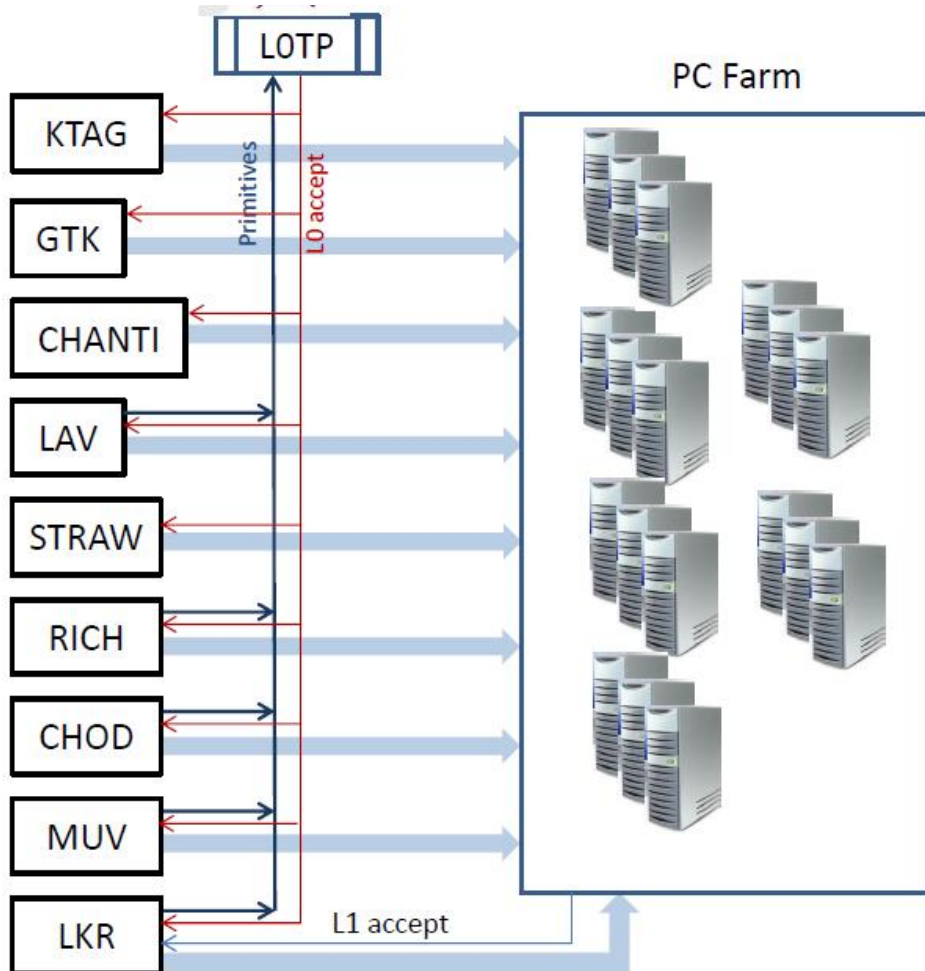 L0TP
PC Farm
KTAG
GTK
CHANTI
LAV
STRAW
RICH
CHOD
MUV
LKR
Primitives
L0 accept
L1 accept